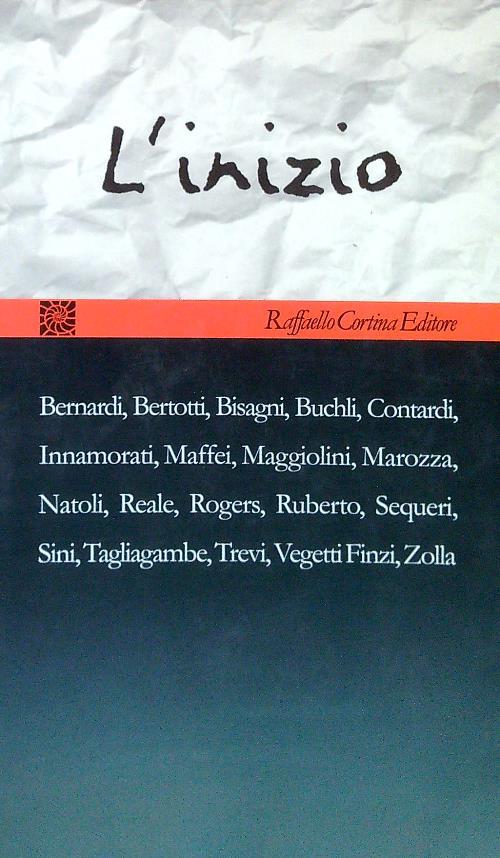 L'inizio
Raffaello Cortina Editore
Bernardi, Bertotti, Bisagni, Buchli, Contardi,
Innamorati, Maffei, Maggiolini, Marozza,
Natoli, Reale, Rogers, Ruberto, Sequeri,
Sini, Tagliagambe, Trevi, Vegetti Finzi, Zolla